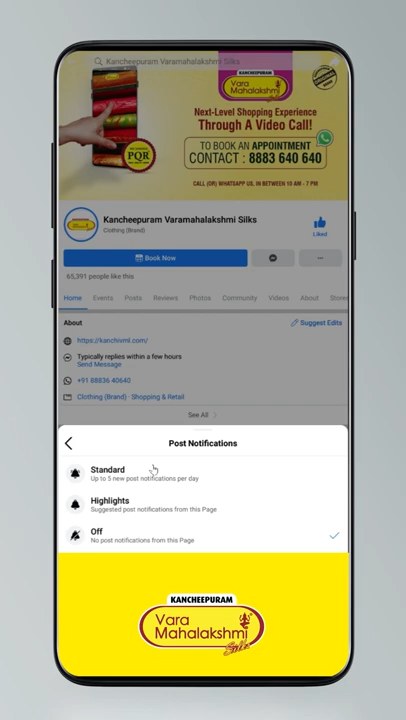 Kancheepuram Varamahalakshmi Silks
KANCHEEPURAM
Vara
Mahalakshmi
Silks
Next-Level Shopping Experience
Through A Video Call!
TO BOOK AN APPOINTMENT
CONTACT : 8883 640 640
CALL (OR) WHATSAPP US, IN BETWEEN 10 AM - 7 PM
PQR
Kancheepuram Varamahalakshmi Silks
Clothing (Brand)
Liked
Book Now
65,391 people like this
Home Events Posts Reviews Photos Community Videos About Stores
About
Suggest Edits
https://kanchivml.com/
Typically replies within a few hours
Send Message
+91 88836 40640
Clothing (Brand) · Shopping & Retail
See All
Post Notifications
Standard
Up to 5 new post notifications per day
Highlights
Suggested post notifications from this Page
Off
No post notifications from this Page
KANCHEEPURAM
Vara
Mahalakshmi
Silks